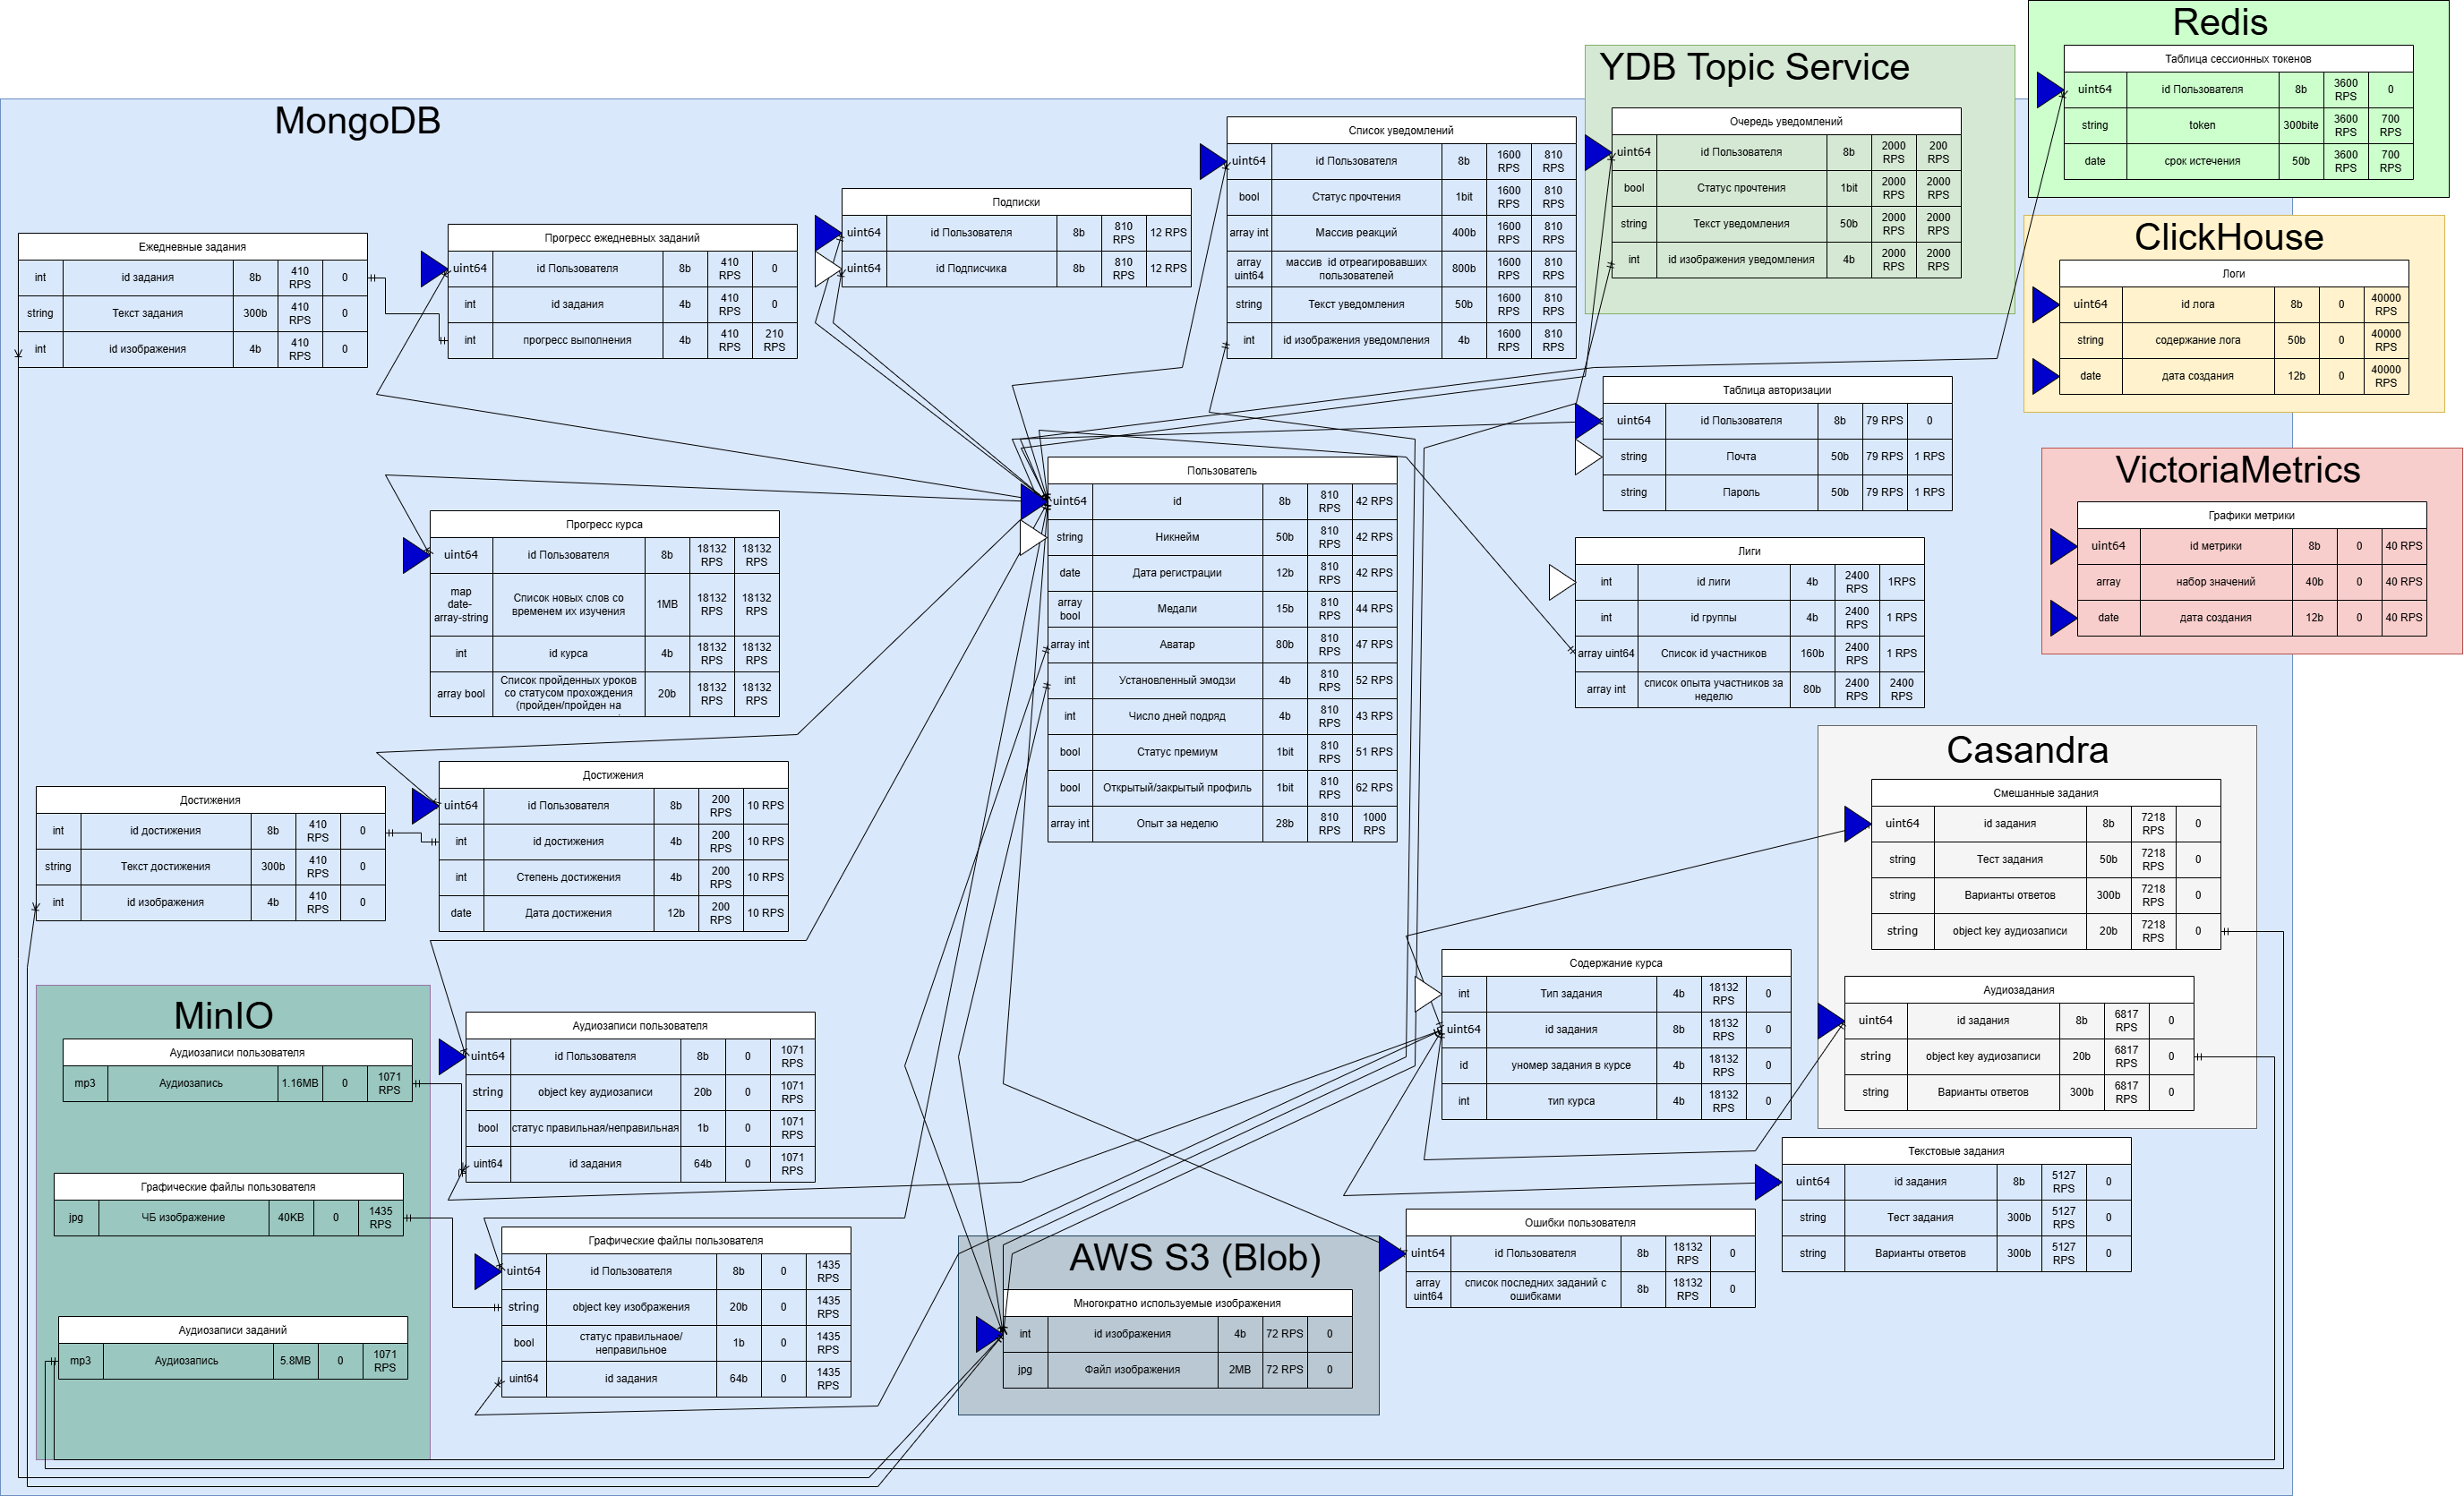 Redis
Таблица сессионных токенов
uint64 id Пользователя 8b 3600 RPS 0
string token 300bite 3600 RPS 700 RPS
date срок истечения 50b 3600 RPS 700 RPS
YDB Topic Service
Очередь уведомлений
uint64 id Пользователя 8b 2000 RPS 200 RPS
bool Статус прочтения 1bit 2000 RPS 2000 RPS
string Текст уведомления 50b 2000 RPS 2000 RPS
int id изображения уведомления 4b 2000 RPS 2000 RPS
ClickHouse
Логи
uint64 id лога 8b 0 40000 RPS
string содержание лога 50b 0 40000 RPS
date дата создания 12b 0 40000 RPS
VictoriaMetrics
Графики метрики
uint64 id метрики 8b 0 40 RPS
array набор значений 40b 0 40 RPS
date дата создания 12b 0 40 RPS
MongoDB
Список уведомлений
uint64 id Пользователя 8b 1600 RPS 810 RPS
bool Статус прочтения 1bit 1600 RPS 810 RPS
array int Массив реакций 400b 1600 RPS 810 RPS
array uint64 массив id отреагировавших пользователей 800b 1600 RPS 810 RPS
string Текст уведомления 50b 1600 RPS 810 RPS
int id изображения уведомления 4b 1600 RPS 810 RPS
Подписки
uint64 id Пользователя 8b 810 RPS 12 RPS
uint64 id Подписчика 8b 810 RPS 12 RPS
Прогресс ежедневных заданий
uint64 id Пользователя 8b 410 RPS 0
int id задания 4b 410 RPS 0
int прогресс выполнения 4b 410 RPS 210 RPS
Ежедневные задания
int id задания 8b 410 RPS 0
string Текст задания 300b 410 RPS 0
int id изображения 4b 410 RPS 0
Таблица авторизации
uint64 id Пользователя 8b 79 RPS 0
string Почта 50b 79 RPS 1 RPS
string Пароль 50b 79 RPS 1 RPS
Пользователь
uint64 id 8b 810 RPS 42 RPS
string Никнейм 50b 810 RPS 42 RPS
date Дата регистрации 12b 810 RPS 42 RPS
array bool Медали 15b 810 RPS 44 RPS
array int Аватар 80b 810 RPS 47 RPS
int Установленный эмодзи 4b 810 RPS 52 RPS
int Число дней подряд 4b 810 RPS 43 RPS
bool Статус премиум 1bit 810 RPS 51 RPS
bool Открытый/закрытый профиль 1bit 810 RPS 62 RPS
array int Опыт за неделю 28b 810 RPS 1000 RPS
Прогресс курса
uint64 id Пользователя 8b 18132 RPS 18132 RPS
map date-array-string Список новых слов со временем их изучения 1MB 18132 RPS 18132 RPS
int id курса 4b 18132 RPS 18132 RPS
array bool Список пройденных уроков со статусом прохождения (пройден/пройден на 20b 18132 RPS 18132 RPS
Лиги
int id лиги 4b 2400 RPS 1RPS
int id группы 4b 2400 RPS 1 RPS
array uint64 Список id участников 160b 2400 RPS 1 RPS
array int список опыта участников за неделю 80b 2400 RPS 2400 RPS
Достижения
uint64 id Пользователя 8b 200 RPS 10 RPS
int id достижения 4b 200 RPS 10 RPS
int Степень достижения 4b 200 RPS 10 RPS
date Дата достижения 12b 200 RPS 10 RPS
Достижения
int id достижения 8b 410 RPS 0
string Текст достижения 300b 410 RPS 0
int id изображения 4b 410 RPS 0
Casandra
Смешанные задания
uint64 id задания 8b 7218 RPS 0
string Тест задания 50b 7218 RPS 0
string Варианты ответов 300b 7218 RPS 0
string object key аудиозаписи 20b 7218 RPS 0
Аудиозадания
uint64 id задания 8b 6817 RPS 0
string object key аудиозаписи 20b 6817 RPS 0
string Варианты ответов 300b 6817 RPS 0
Содержание курса
int Тип задания 4b 18132 RPS 0
uint64 id задания 8b 18132 RPS 0
id уномер задания в курсе 4b 18132 RPS 0
int тип курса 4b 18132 RPS 0
MinIO
Аудиозаписи пользователя
mp3 Аудиозапись 1.16MB 0 1071 RPS
Графические файлы пользователя
jpg ЧБ изображение 40KB 0 1435 RPS
Аудиозаписи заданий
mp3 Аудиозапись 5.8MB 0 1071 RPS
Аудиозаписи пользователя
uint64 id Пользователя 8b 0 1071 RPS
string object key аудиозаписи 20b 0 1071 RPS
bool статус правильная/неправильная 1b 0 1071 RPS
uint64 id задания 64b 0 1071 RPS
Графические файлы пользователя
uint64 id Пользователя 8b 0 1435 RPS
string object key изображения 20b 0 1435 RPS
bool статус правильнаое/неправильное 1b 0 1435 RPS
uint64 id задания 64b 0 1435 RPS
Текстовые задания
uint64 id задания 8b 5127 RPS 0
string Тест задания 300b 5127 RPS 0
string Варианты ответов 300b 5127 RPS 0
Ошибки пользователя
uint64 id Пользователя 8b 18132 RPS 0
array uint64 список последних заданий с ошибками 8b 18132 RPS 0
AWS S3 (Blob)
Многократно используемые изображения
int id изображения 4b 72 RPS 0
jpg Файл изображения 2MB 72 RPS 0